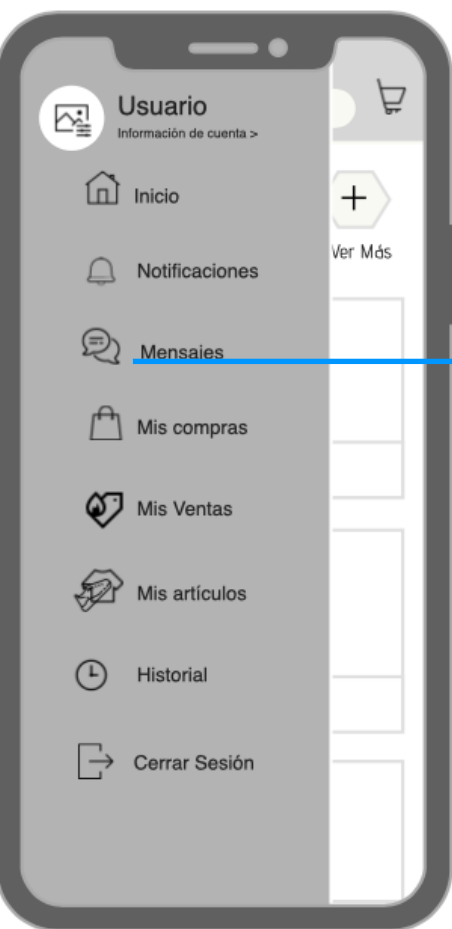 Usuario
Información de cuenta >
Inicio
Ver Más
Notificaciones
Mensajes
Mis compras
Mis Ventas
Mis artículos
Historial
Cerrar Sesión